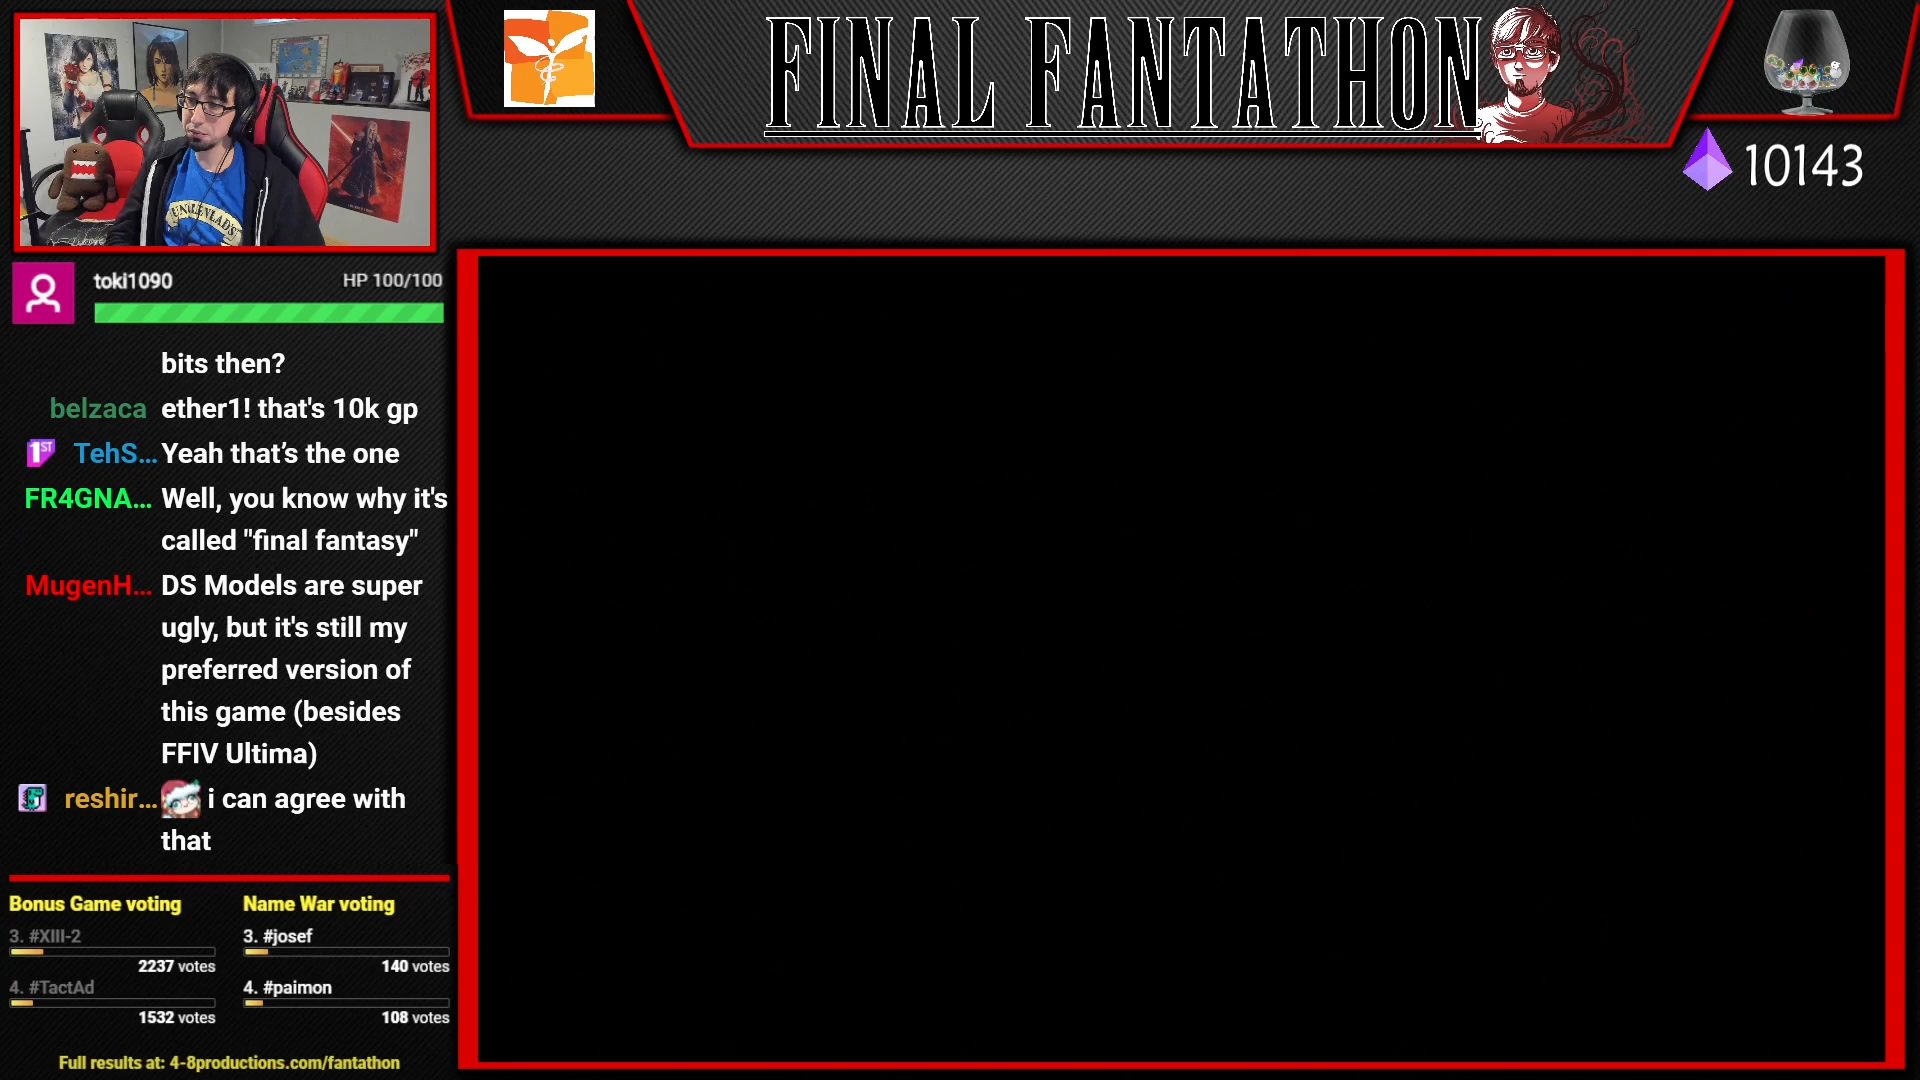 FINAL FANTATHON
10143
UNCLE VLAD'S
toki1090 HP 100/100
bits then?
belzaca ether1! that's 10k gp
1ST TehS... Yeah that’s the one
FR4GNA... Well, you know why it's
called "final fantasy"
MugenH... DS Models are super
ugly, but it's still my
preferred version of
this game (besides
FFIV Ultima)
reshir... i can agree with
that
Bonus Game voting
3. #XIII-2
2237 votes
4. #TactAd
1532 votes
Name War voting
3. #josef
140 votes
4. #paimon
108 votes
Full results at: 4-8productions.com/fantathon